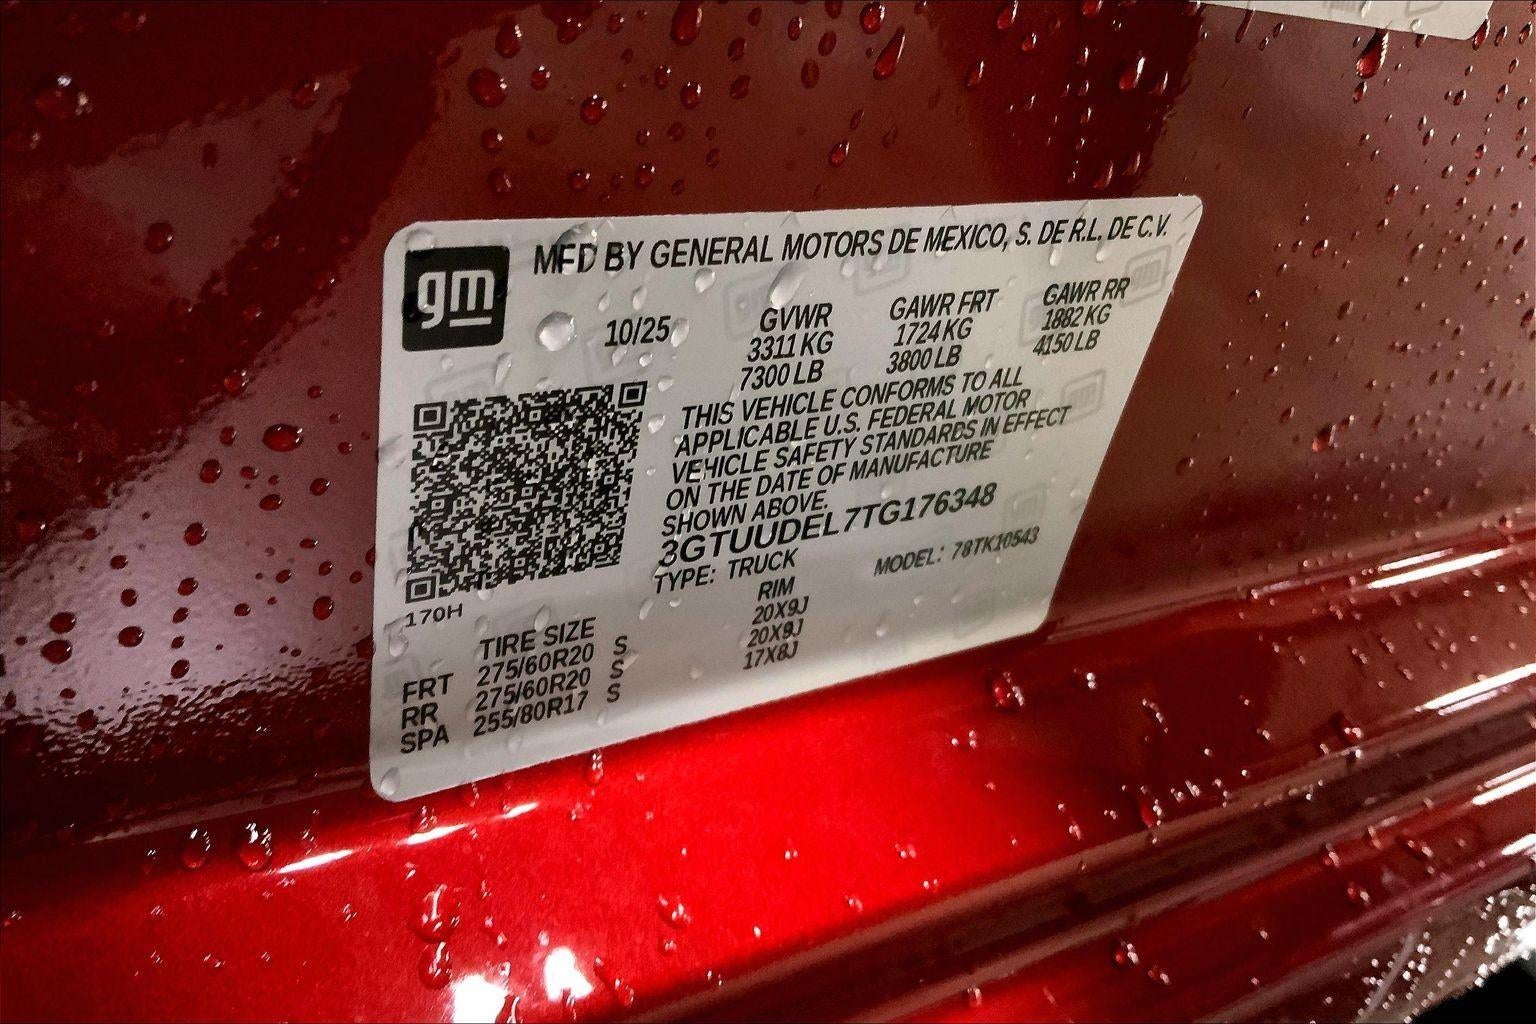 gm
MFD BY GENERAL MOTORS DE MEXICO, S. DE R.L. DE C.V.
10/25
GVWR GAWR FRT GAWR RR
3311 KG 1724 KG 1882 KG
7300 LB 3800 LB 4150 LB
THIS VEHICLE CONFORMS TO ALL
APPLICABLE U.S. FEDERAL MOTOR
VEHICLE SAFETY STANDARDS IN EFFECT
ON THE DATE OF MANUFACTURE
SHOWN ABOVE.
3GTUUDEL7TG176348
TYPE: TRUCK MODEL: 78TK10543
170H
TIRE SIZE RIM
FRT 275/60R20 S 20X9J
RR 275/60R20 S 20X9J
SPA 255/80R17 S 17X8J